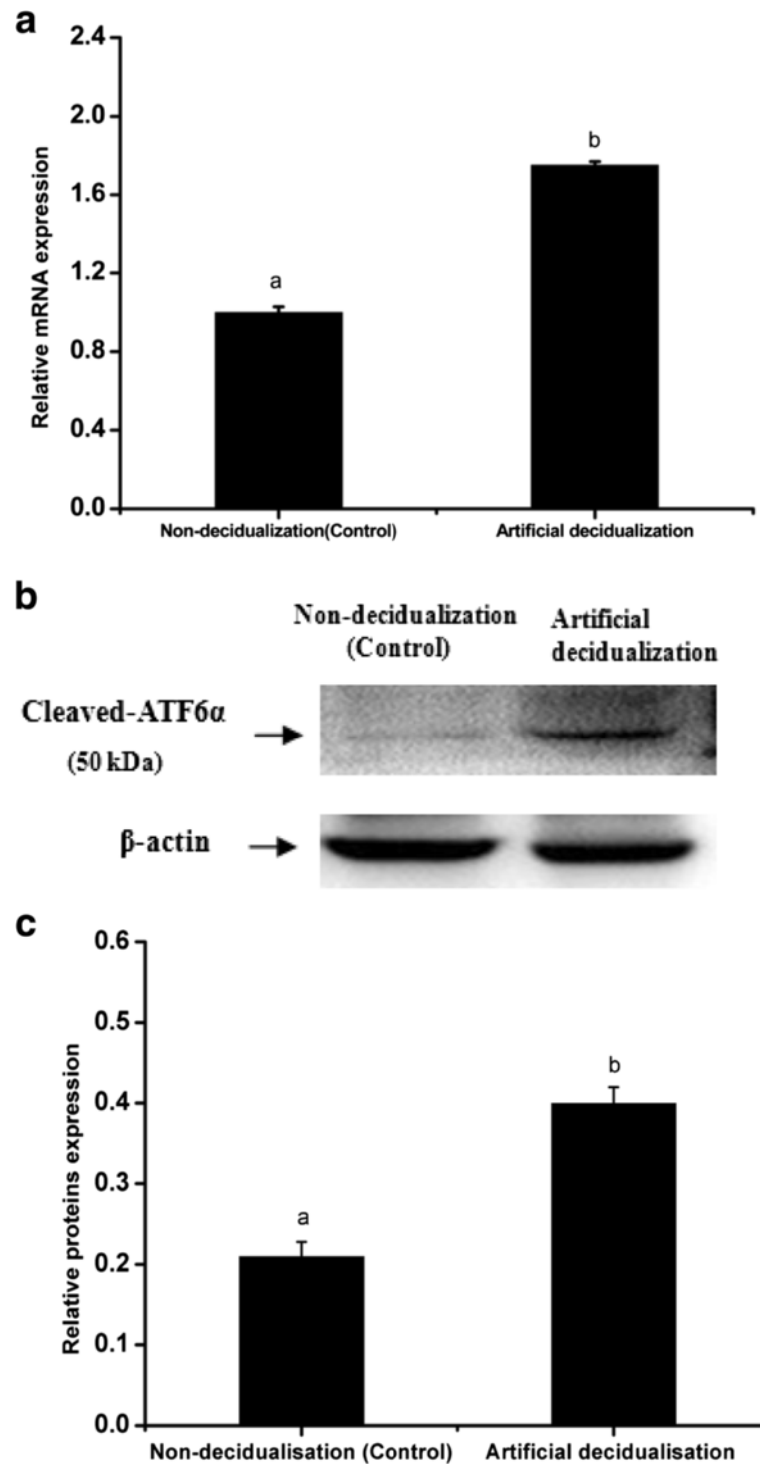 a
2.4
2.0
1.6
1.2
0.8
0.4
0.0
Relative mRNA expression
a
b
Non-decidualization(Control)
Artificial decidualization
b
Non-decidualization
(Control)
Artificial
decidualization
Cleaved-ATF6α
(50 kDa)
β-actin
c
0.6
0.5
0.4
0.3
0.2
0.1
0.0
Relative proteins expression
a
b
Non-decidualisation (Control)
Artificial decidualisation